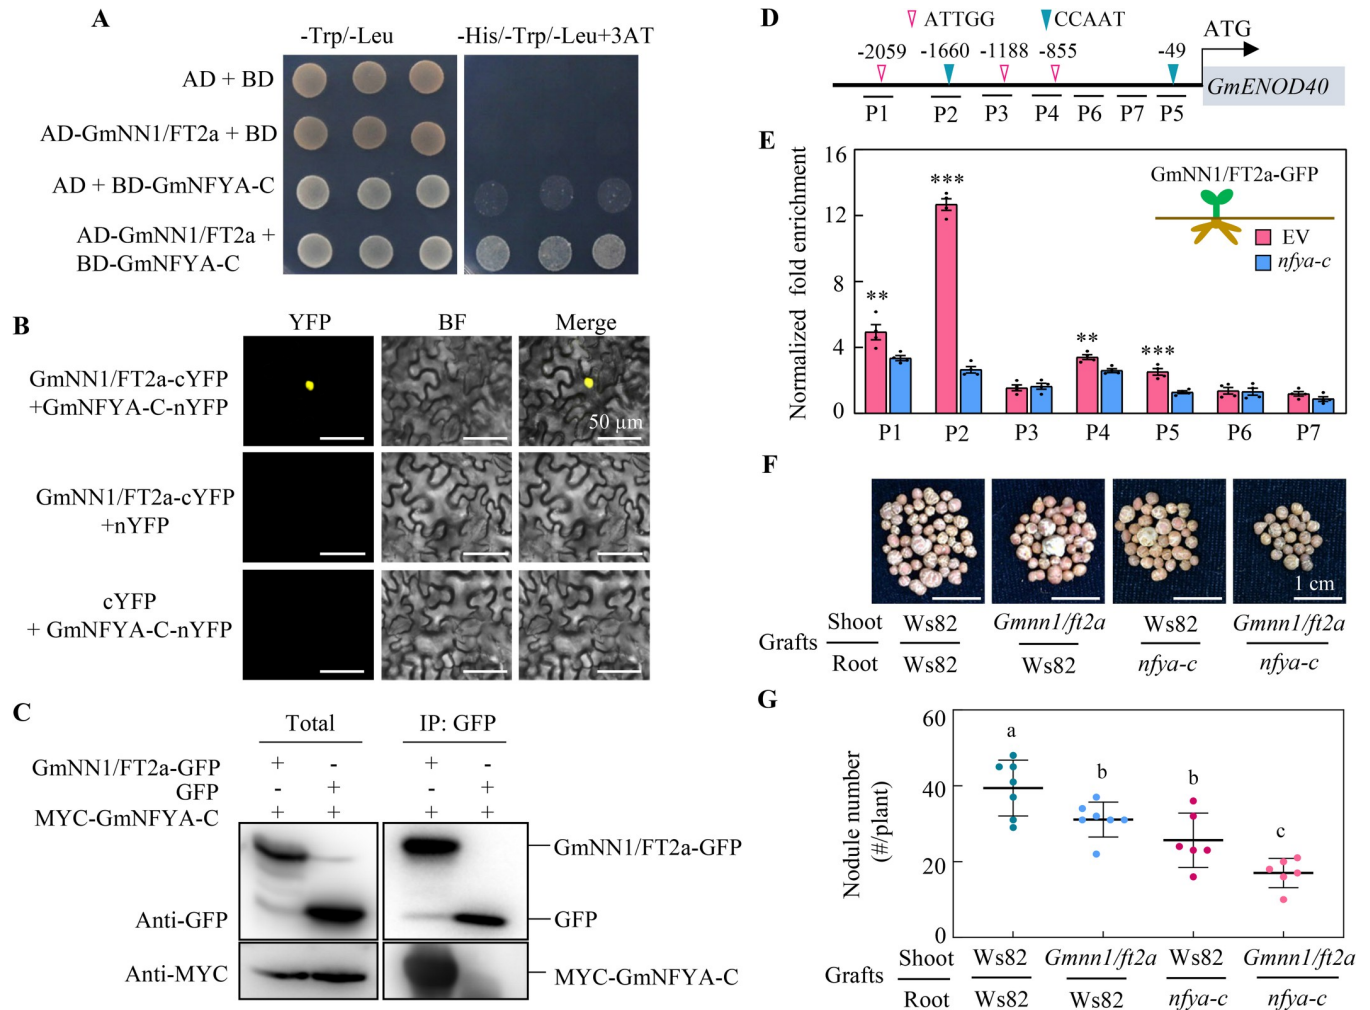 A
-Trp/-Leu
-His/-Trp/-Leu+3AT
AD + BD
AD-GmNN1/FT2a + BD
AD + BD-GmNFYA-C
AD-GmNN1/FT2a +
BD-GmNFYA-C
B
YFP
BF
Merge
GmNN1/FT2a-cYFP
+GmNFYA-C-nYFP
50 µm
GmNN1/FT2a-cYFP
+nYFP
cYFP
+ GmNFYA-C-nYFP
C
Total
IP: GFP
GmNN1/FT2a-GFP + - + -
GFP - + - +
MYC-GmNFYA-C + + + +
GmNN1/FT2a-GFP
Anti-GFP
GFP
Anti-MYC
MYC-GmNFYA-C
D
ATTGG
CCAAT
ATG
-2059 -1660 -1188 -855 -49
GmENOD40
P1 P2 P3 P4 P6 P7 P5
E
Normalized fold enrichment
16
12
8
4
0
** *** ** ***
GmNN1/FT2a-GFP
EV
nfya-c
P1 P2 P3 P4 P5 P6 P7
F
1 cm
Grafts
Shoot Ws82 Gmnn1/ft2a Ws82 Gmnn1/ft2a
Root Ws82 Ws82 nfya-c nfya-c
G
Nodule number
(#/plant)
60
40
20
0
a b b c
Grafts
Shoot Ws82 Gmnn1/ft2a Ws82 Gmnn1/ft2a
Root Ws82 Ws82 nfya-c nfya-c